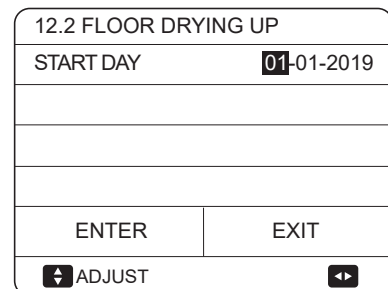 12.2 FLOOR DRYING UP
START DAY 01-01-2019
ENTER EXIT
ADJUST